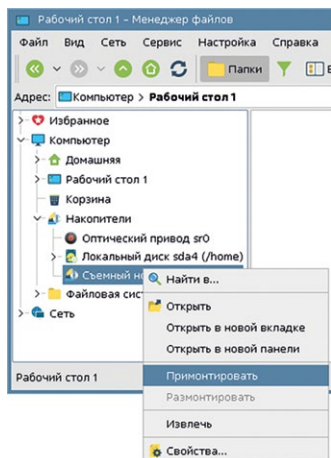 Рабочий стол 1 – Менеджер файлов
Файл Вид Сеть Сервис Настройка Справка
Папки
Адрес: Компьютер > Рабочий стол 1
Избранное
Компьютер
Домашняя
Рабочий стол 1
Корзина
Накопители
Оптический привод sr0
Локальный диск sda4 (/home)
Съемный
Файловая
Сеть
Найти в...
Открыть
Открыть в новой вкладке
Открыть в новой панели
Примонтировать
Размонтировать
Извлечь
Свойства...
Рабочий стол 1